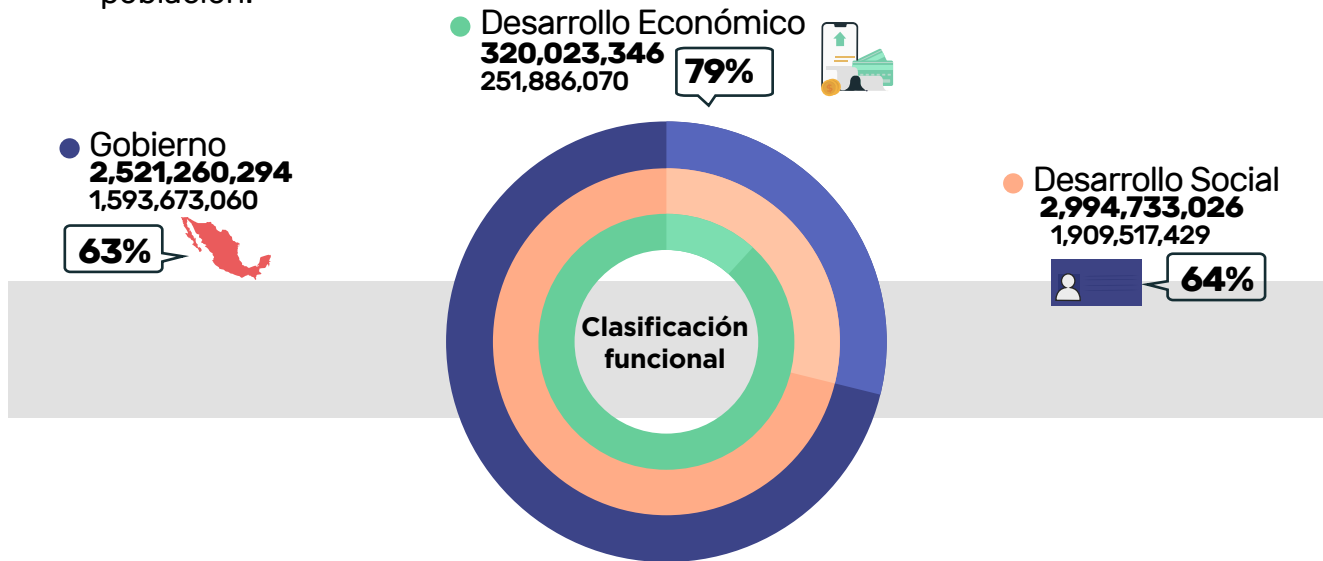 población.
Desarrollo Económico
320,023,346
251,886,070
79%
Gobierno
2,521,260,294
1,593,673,060
63%
Desarrollo Social
2,994,733,026
1,909,517,429
64%
Clasificación
funcional